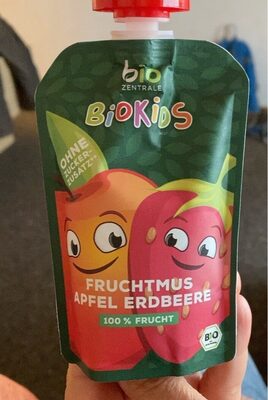 bio
ZENTRALE
BiOKiDS
OHNE
ZUCKER-
ZUSATZ**
FRUCHTMUS
APFEL ERDBEERE
100 % FRUCHT
BIO